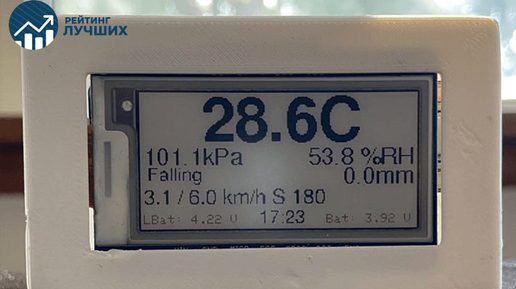 РЕЙТИНГ
ЛУЧШИХ
28.6C
101.1kPa 53.8 %RH
Falling 0.0mm
3.1 / 6.0 km/h S 180
LBat: 4.22 V 17:23 Bat: 3.92 V